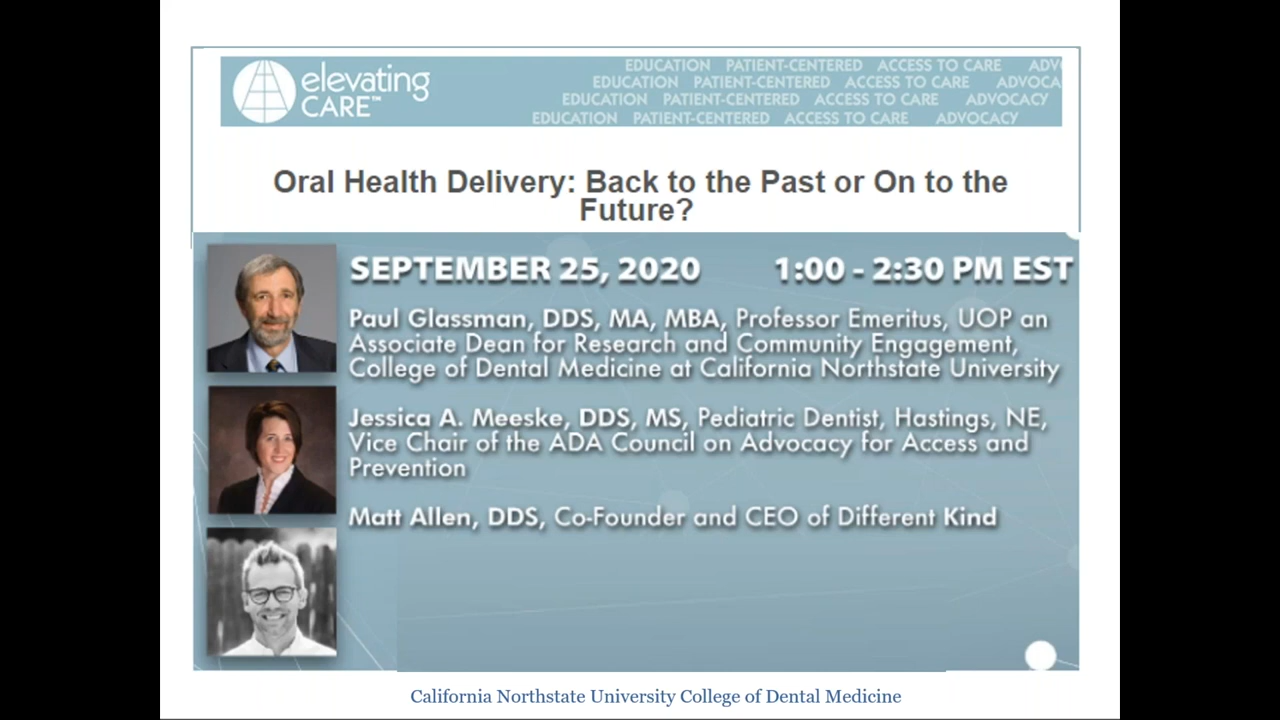 elevating
CARE™
EDUCATION PATIENT-CENTERED ACCESS TO CARE ADV
EDUCATION PATIENT-CENTERED ACCESS TO CARE ADVOCA
EDUCATION PATIENT-CENTERED ACCESS TO CARE ADVOCACY
EDUCATION PATIENT-CENTERED ACCESS TO CARE ADVOCACY
Oral Health Delivery: Back to the Past or On to the
Future?
SEPTEMBER 25, 2020 1:00 - 2:30 PM EST
Paul Glassman, DDS, MA, MBA, Professor Emeritus, UOP an
Associate Dean for Research and Community Engagement,
College of Dental Medicine at California Northstate University
Jessica A. Meeske, DDS, MS, Pediatric Dentist, Hastings, NE,
Vice Chair of the ADA Council on Advocacy for Access and
Prevention
Matt Allen, DDS, Co-Founder and CEO of Different Kind
California Northstate University College of Dental Medicine